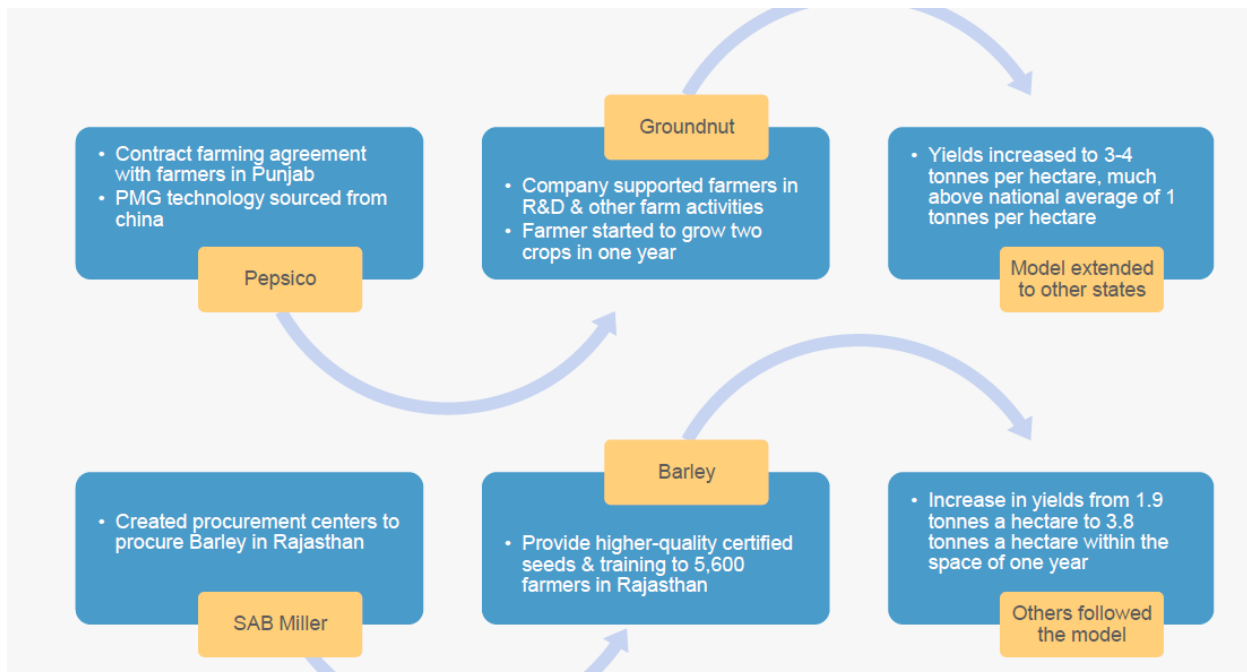 • Contract farming agreement
with farmers in Punjab
• PMG technology sourced from
china
Pepsico
Groundnut
• Company supported farmers in
R&D & other farm activities
• Farmer started to grow two
crops in one year
• Yields increased to 3-4
tonnes per hectare, much
above national average of 1
tonnes per hectare
Model extended
to other states
• Created procurement centers to
procure Barley in Rajasthan
SAB Miller
Barley
• Provide higher-quality certified
seeds & training to 5,600
farmers in Rajasthan
• Increase in yields from 1.9
tonnes a hectare to 3.8
tonnes a hectare within the
space of one year
Others followed
the model